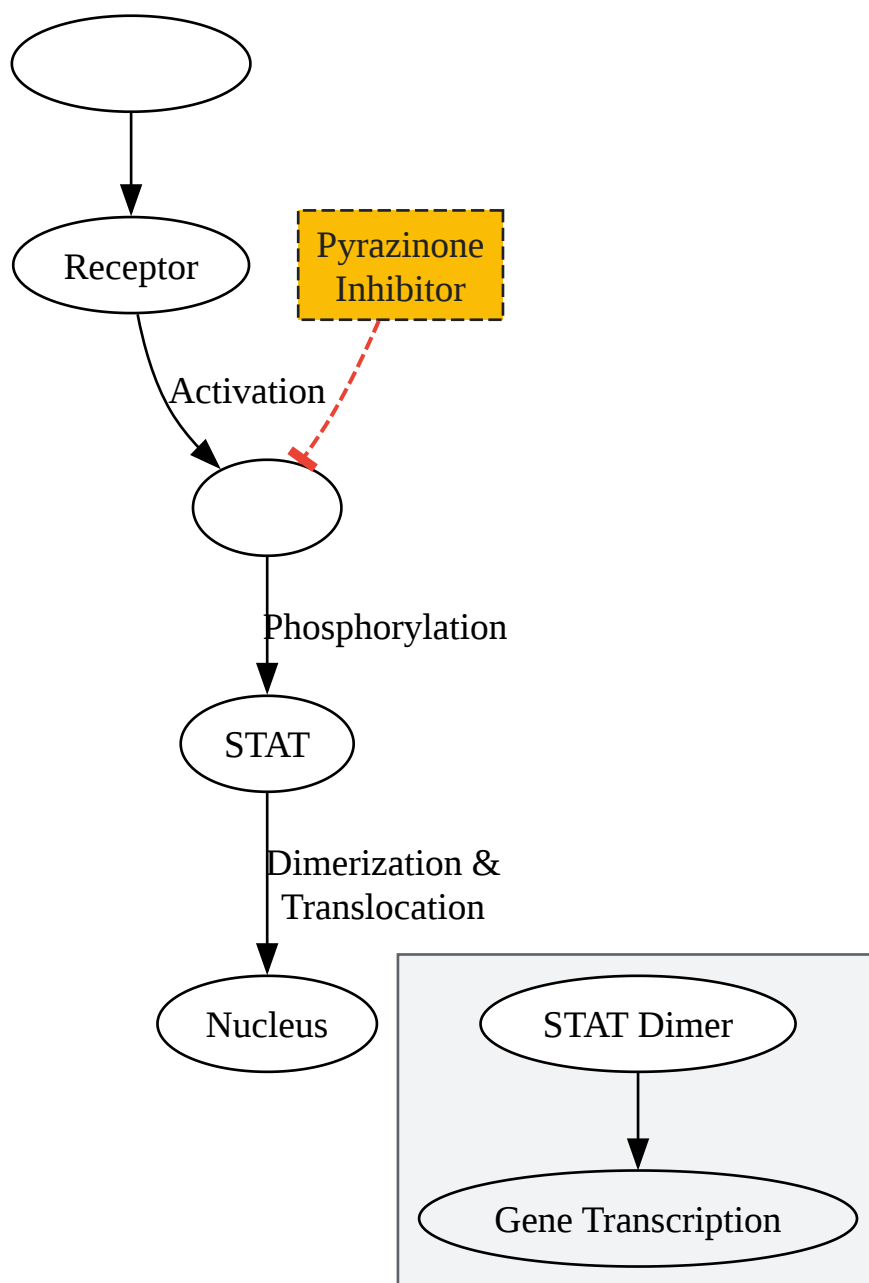 Receptor
Pyrazinone
Inhibitor
Activation
Phosphorylation
STAT
Dimerization &
Translocation
Nucleus
STAT Dimer
Gene Transcription